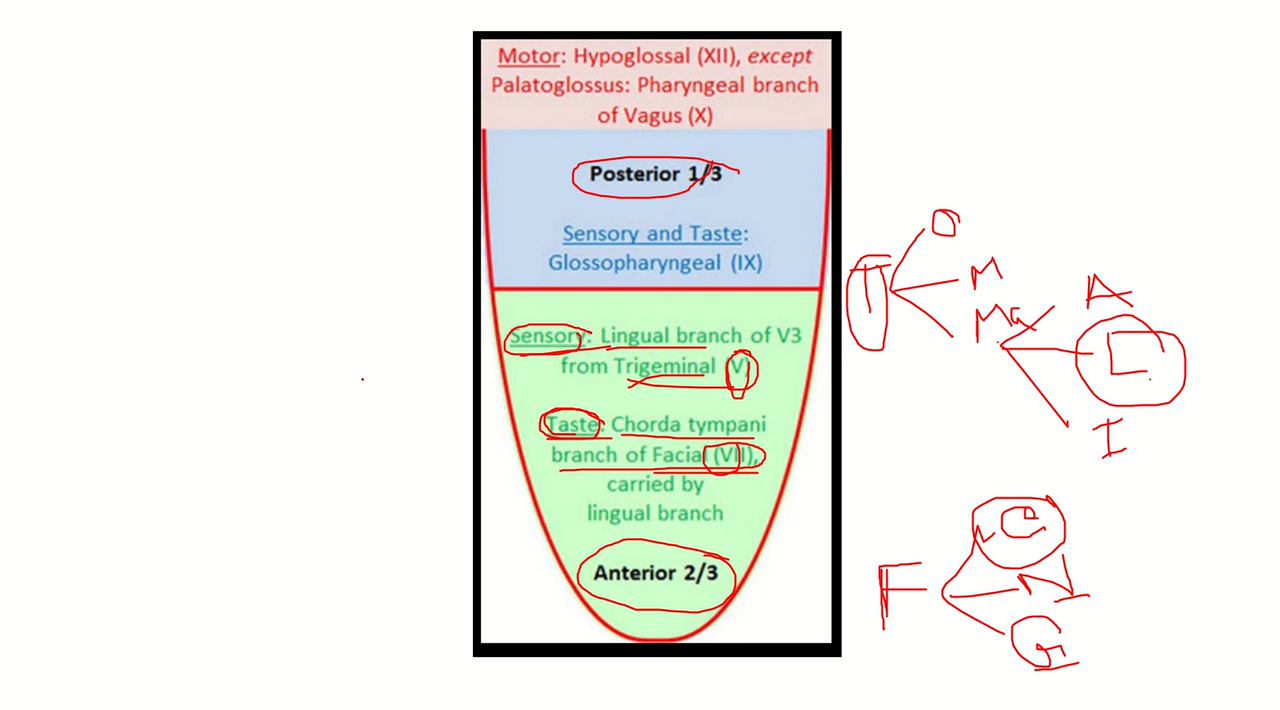 Motor: Hypoglossal (XII), except
Palatoglossus: Pharyngeal branch
of Vagus (X)
Posterior 1/3
Sensory and Taste:
Glossopharyngeal (IX)
Sensory: Lingual branch of V3
from Trigeminal (V)
Taste: Chorda tympani
branch of Facial (VII),
carried by
lingual branch
Anterior 2/3
T
O
M
A
L
I
F
C
N
G